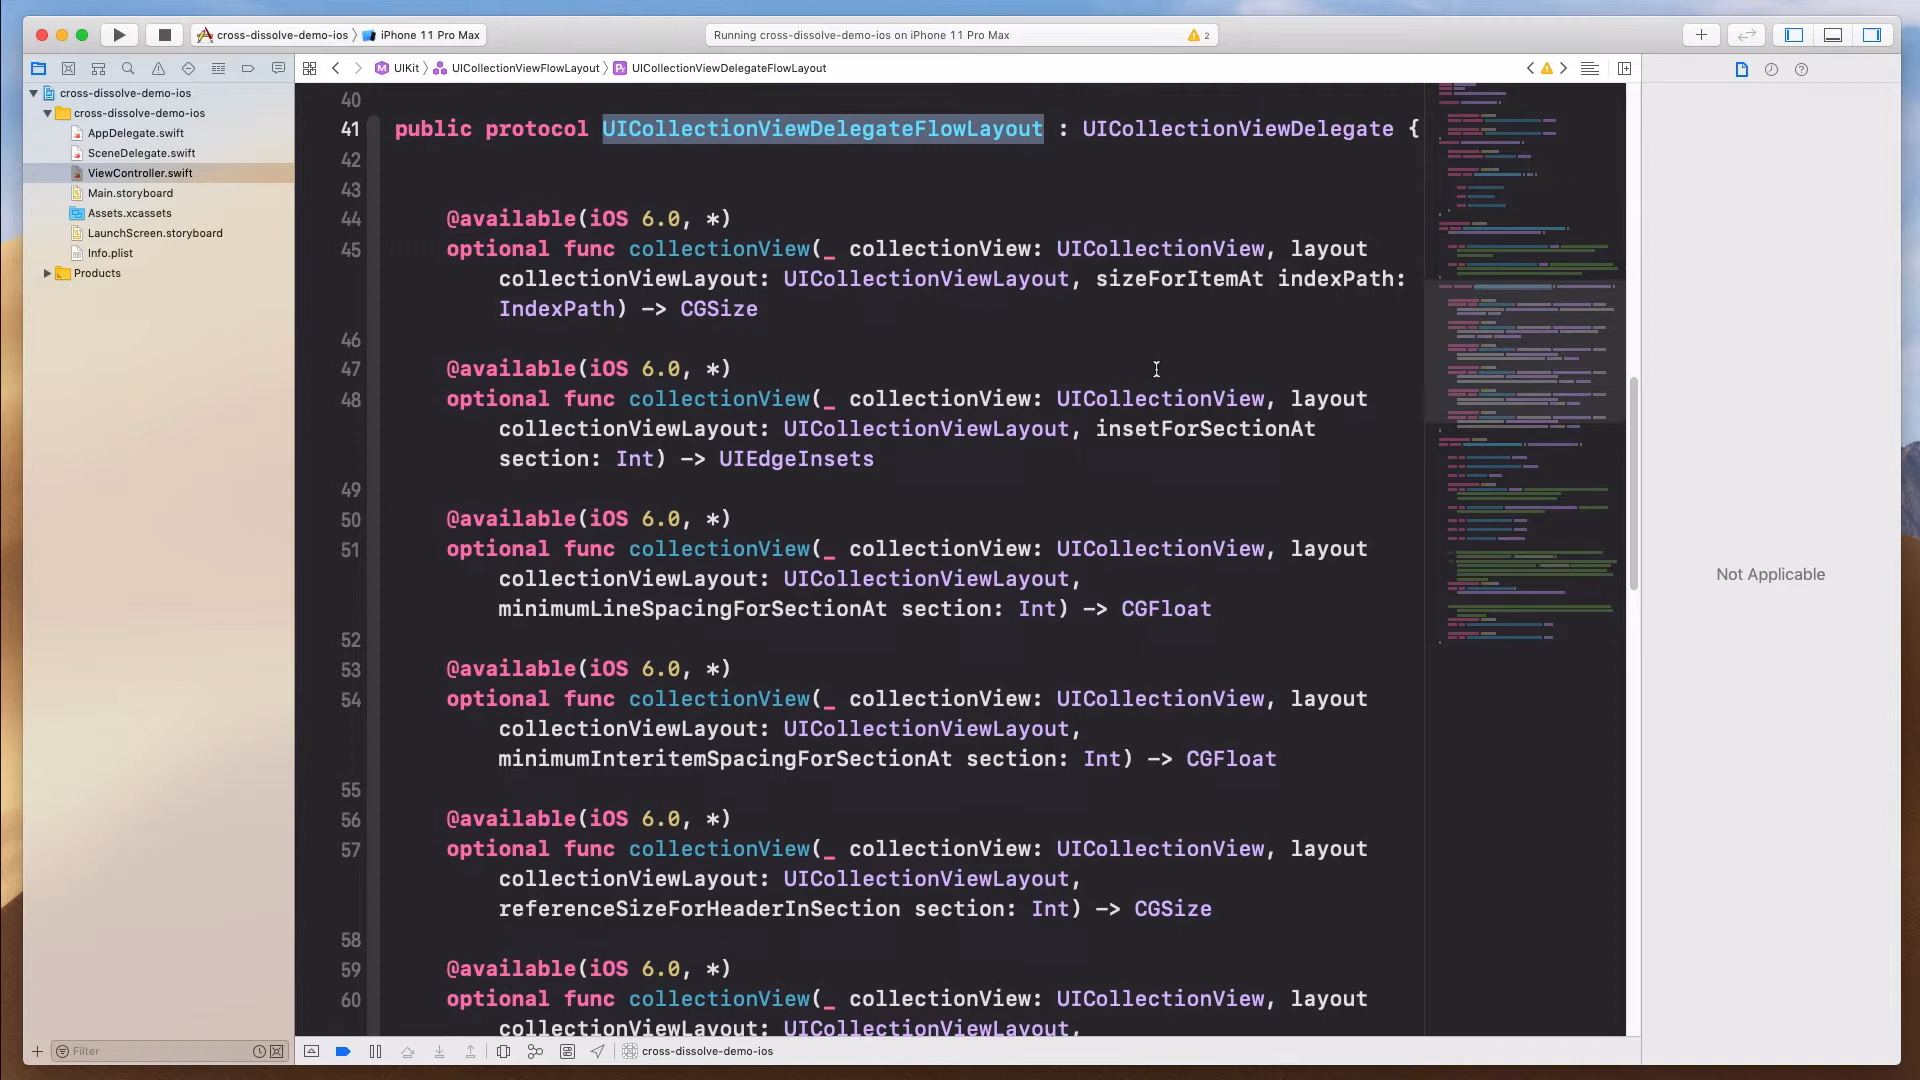 cross-dissolve-demo-ios 〉 iPhone 11 Pro Max
Running cross-dissolve-demo-ios on iPhone 11 Pro Max
2
UIKit 〉 UICollectionViewFlowLayout 〉 Pr UICollectionViewDelegateFlowLayout
cross-dissolve-demo-ios
cross-dissolve-demo-ios
AppDelegate.swift
SceneDelegate.swift
ViewController.swift
Main.storyboard
Assets.xcassets
LaunchScreen.storyboard
Info.plist
Products
40
41 public protocol UICollectionViewDelegateFlowLayout : UICollectionViewDelegate {
42
43
44 @available(iOS 6.0, *)
45 optional func collectionView(_ collectionView: UICollectionView, layout
collectionViewLayout: UICollectionViewLayout, sizeForItemAt indexPath:
IndexPath) -> CGSize
46
47 @available(iOS 6.0, *)
48 optional func collectionView(_ collectionView: UICollectionView, layout
collectionViewLayout: UICollectionViewLayout, insetForSectionAt
section: Int) -> UIEdgeInsets
49
50 @available(iOS 6.0, *)
51 optional func collectionView(_ collectionView: UICollectionView, layout
collectionViewLayout: UICollectionViewLayout,
minimumLineSpacingForSectionAt section: Int) -> CGFloat
52
53 @available(iOS 6.0, *)
54 optional func collectionView(_ collectionView: UICollectionView, layout
collectionViewLayout: UICollectionViewLayout,
minimumInteritemSpacingForSectionAt section: Int) -> CGFloat
55
56 @available(iOS 6.0, *)
57 optional func collectionView(_ collectionView: UICollectionView, layout
collectionViewLayout: UICollectionViewLayout,
referenceSizeForHeaderInSection section: Int) -> CGSize
58
59 @available(iOS 6.0, *)
60 optional func collectionView(_ collectionView: UICollectionView, layout
collectionViewLayout: UICollectionViewLayout,
Not Applicable
Filter
cross-dissolve-demo-ios